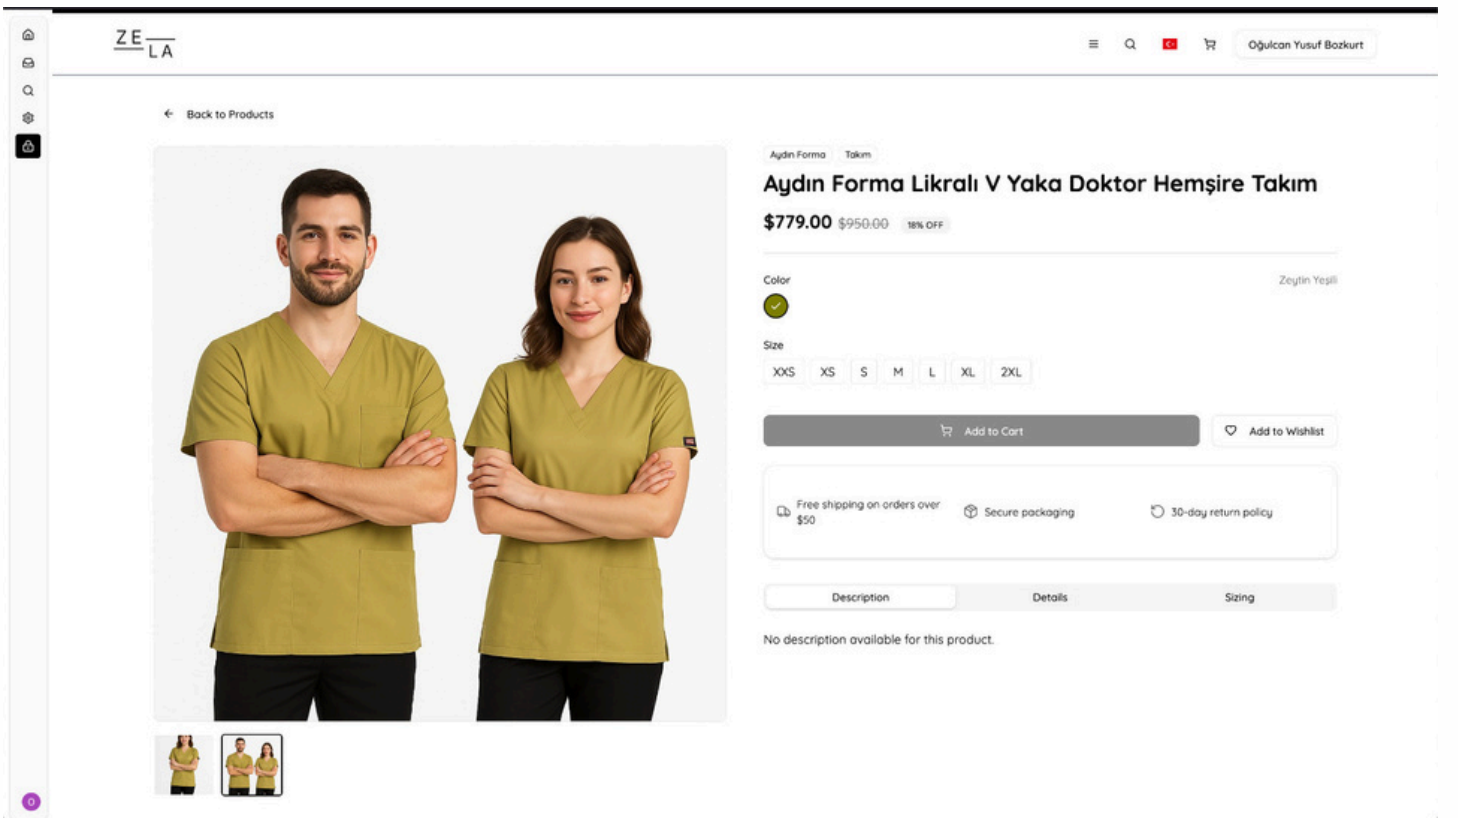 ZE
LA
Oğulcan Yusuf Bozkurt
Back to Products
Aydın Forma Takım
Aydın Forma Likralı V Yaka Doktor Hemşire Takım
$779.00 $950.00 18% OFF
Color Zeytin Yeşili
Size
XXS XS S M L XL 2XL
Add to Cart Add to Wishlist
Free shipping on orders over
$50
Secure packaging
30-day return policy
Description Details Sizing
No description available for this product.
O